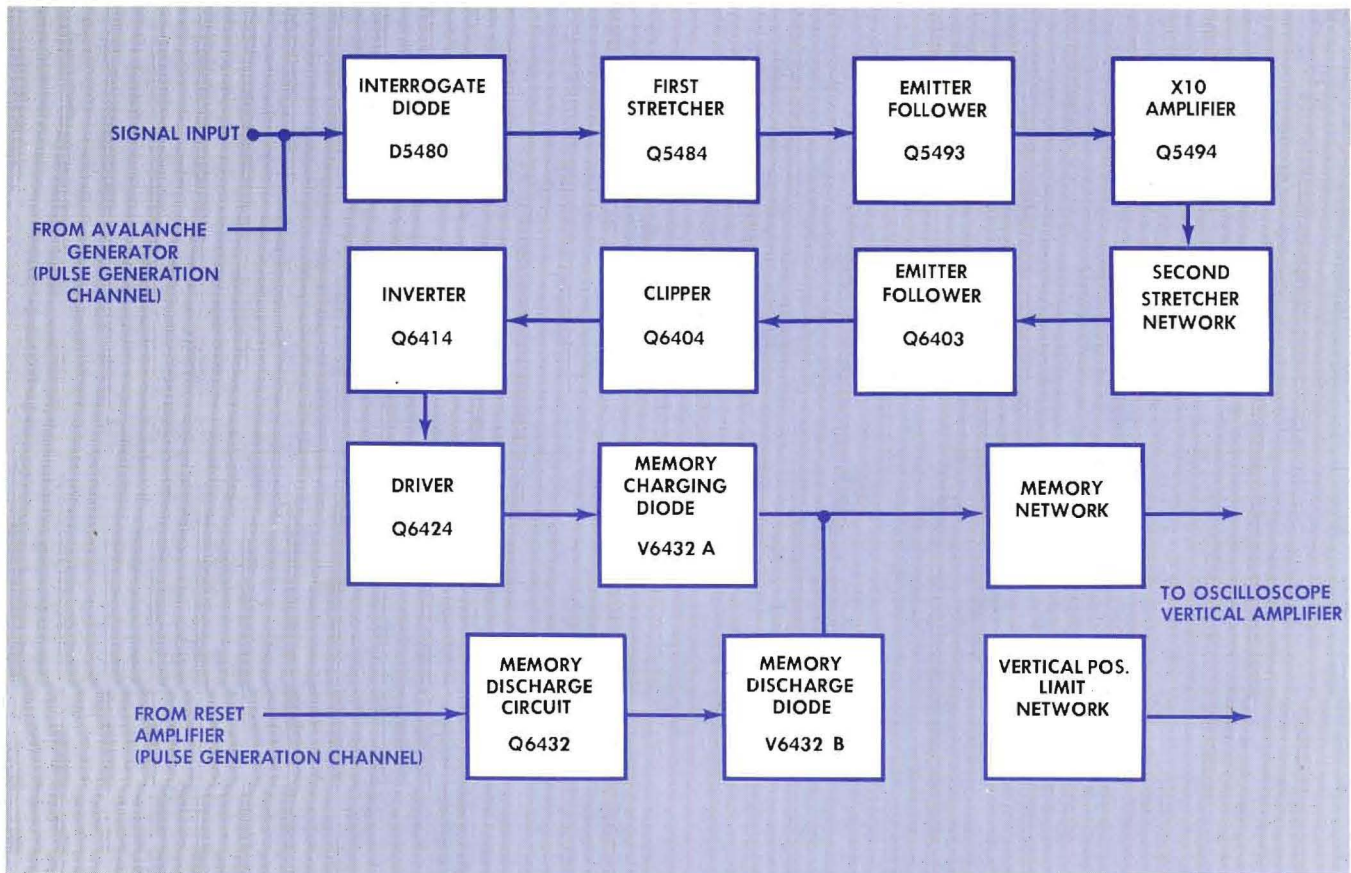 INTERROGATE
DIODE
D5480
FIRST
STRETCHER
Q5484
EMITTER
FOLLOWER
Q5493
X10
AMPLIFIER
Q5494
SIGNAL INPUT
FROM AVALANCHE
GENERATOR
(PULSE GENERATION
CHANNEL)
INVERTER
Q6414
CLIPPER
Q6404
EMITTER
FOLLOWER
Q6403
SECOND
STRETCHER
NETWORK
DRIVER
Q6424
MEMORY
CHARGING
DIODE
V6432 A
MEMORY
NETWORK
TO OSCILLOSCOPE
VERTICAL AMPLIFIER
FROM RESET
AMPLIFIER
(PULSE GENERATION CHANNEL)
MEMORY
DISCHARGE
CIRCUIT
Q6432
MEMORY
DISCHARGE
DIODE
V6432 B
VERTICAL POS.
LIMIT
NETWORK